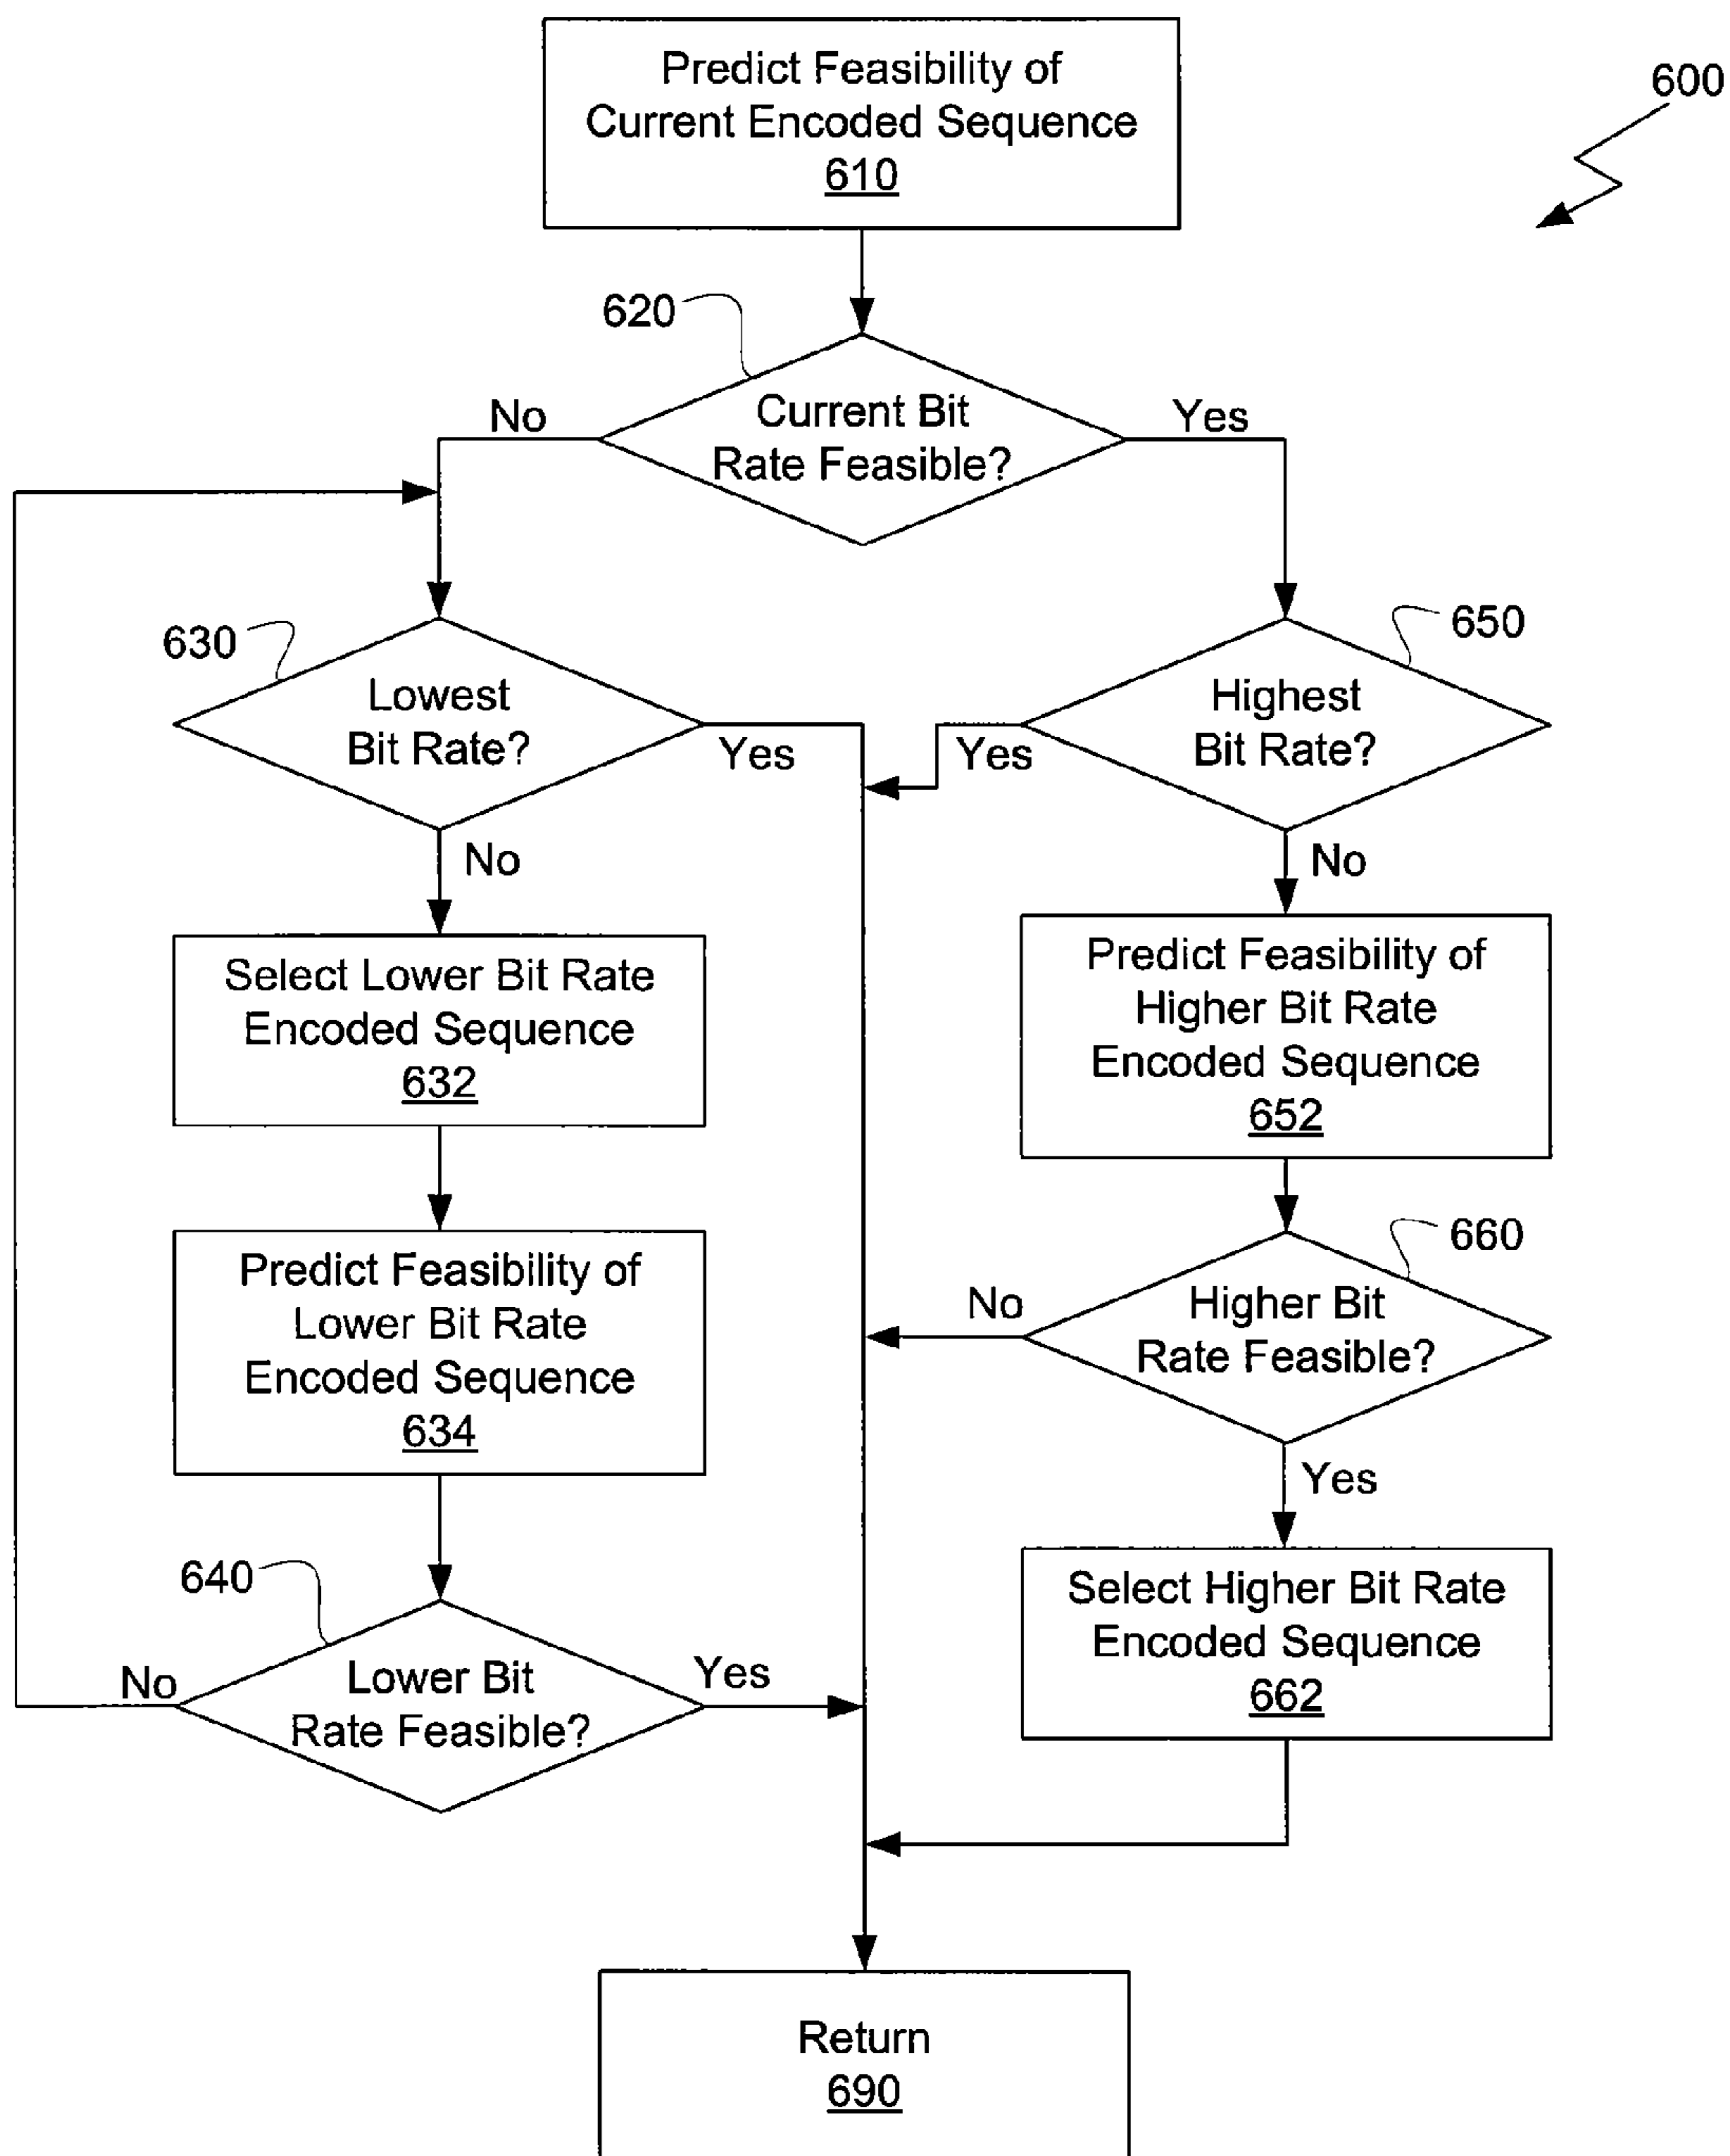 Predict Feasibility of
Current Encoded Sequence
610
600
620
Current Bit
Rate Feasible?
No
Yes
630
Lowest
Bit Rate?
Yes
No
650
Highest
Bit Rate?
Yes
No
Select Lower Bit Rate
Encoded Sequence
632
Predict Feasibility of
Higher Bit Rate
Encoded Sequence
652
Predict Feasibility of
Lower Bit Rate
Encoded Sequence
634
660
Higher Bit
Rate Feasible?
No
Yes
640
Lower Bit
Rate Feasible?
No
Yes
Select Higher Bit Rate
Encoded Sequence
662
Return
690